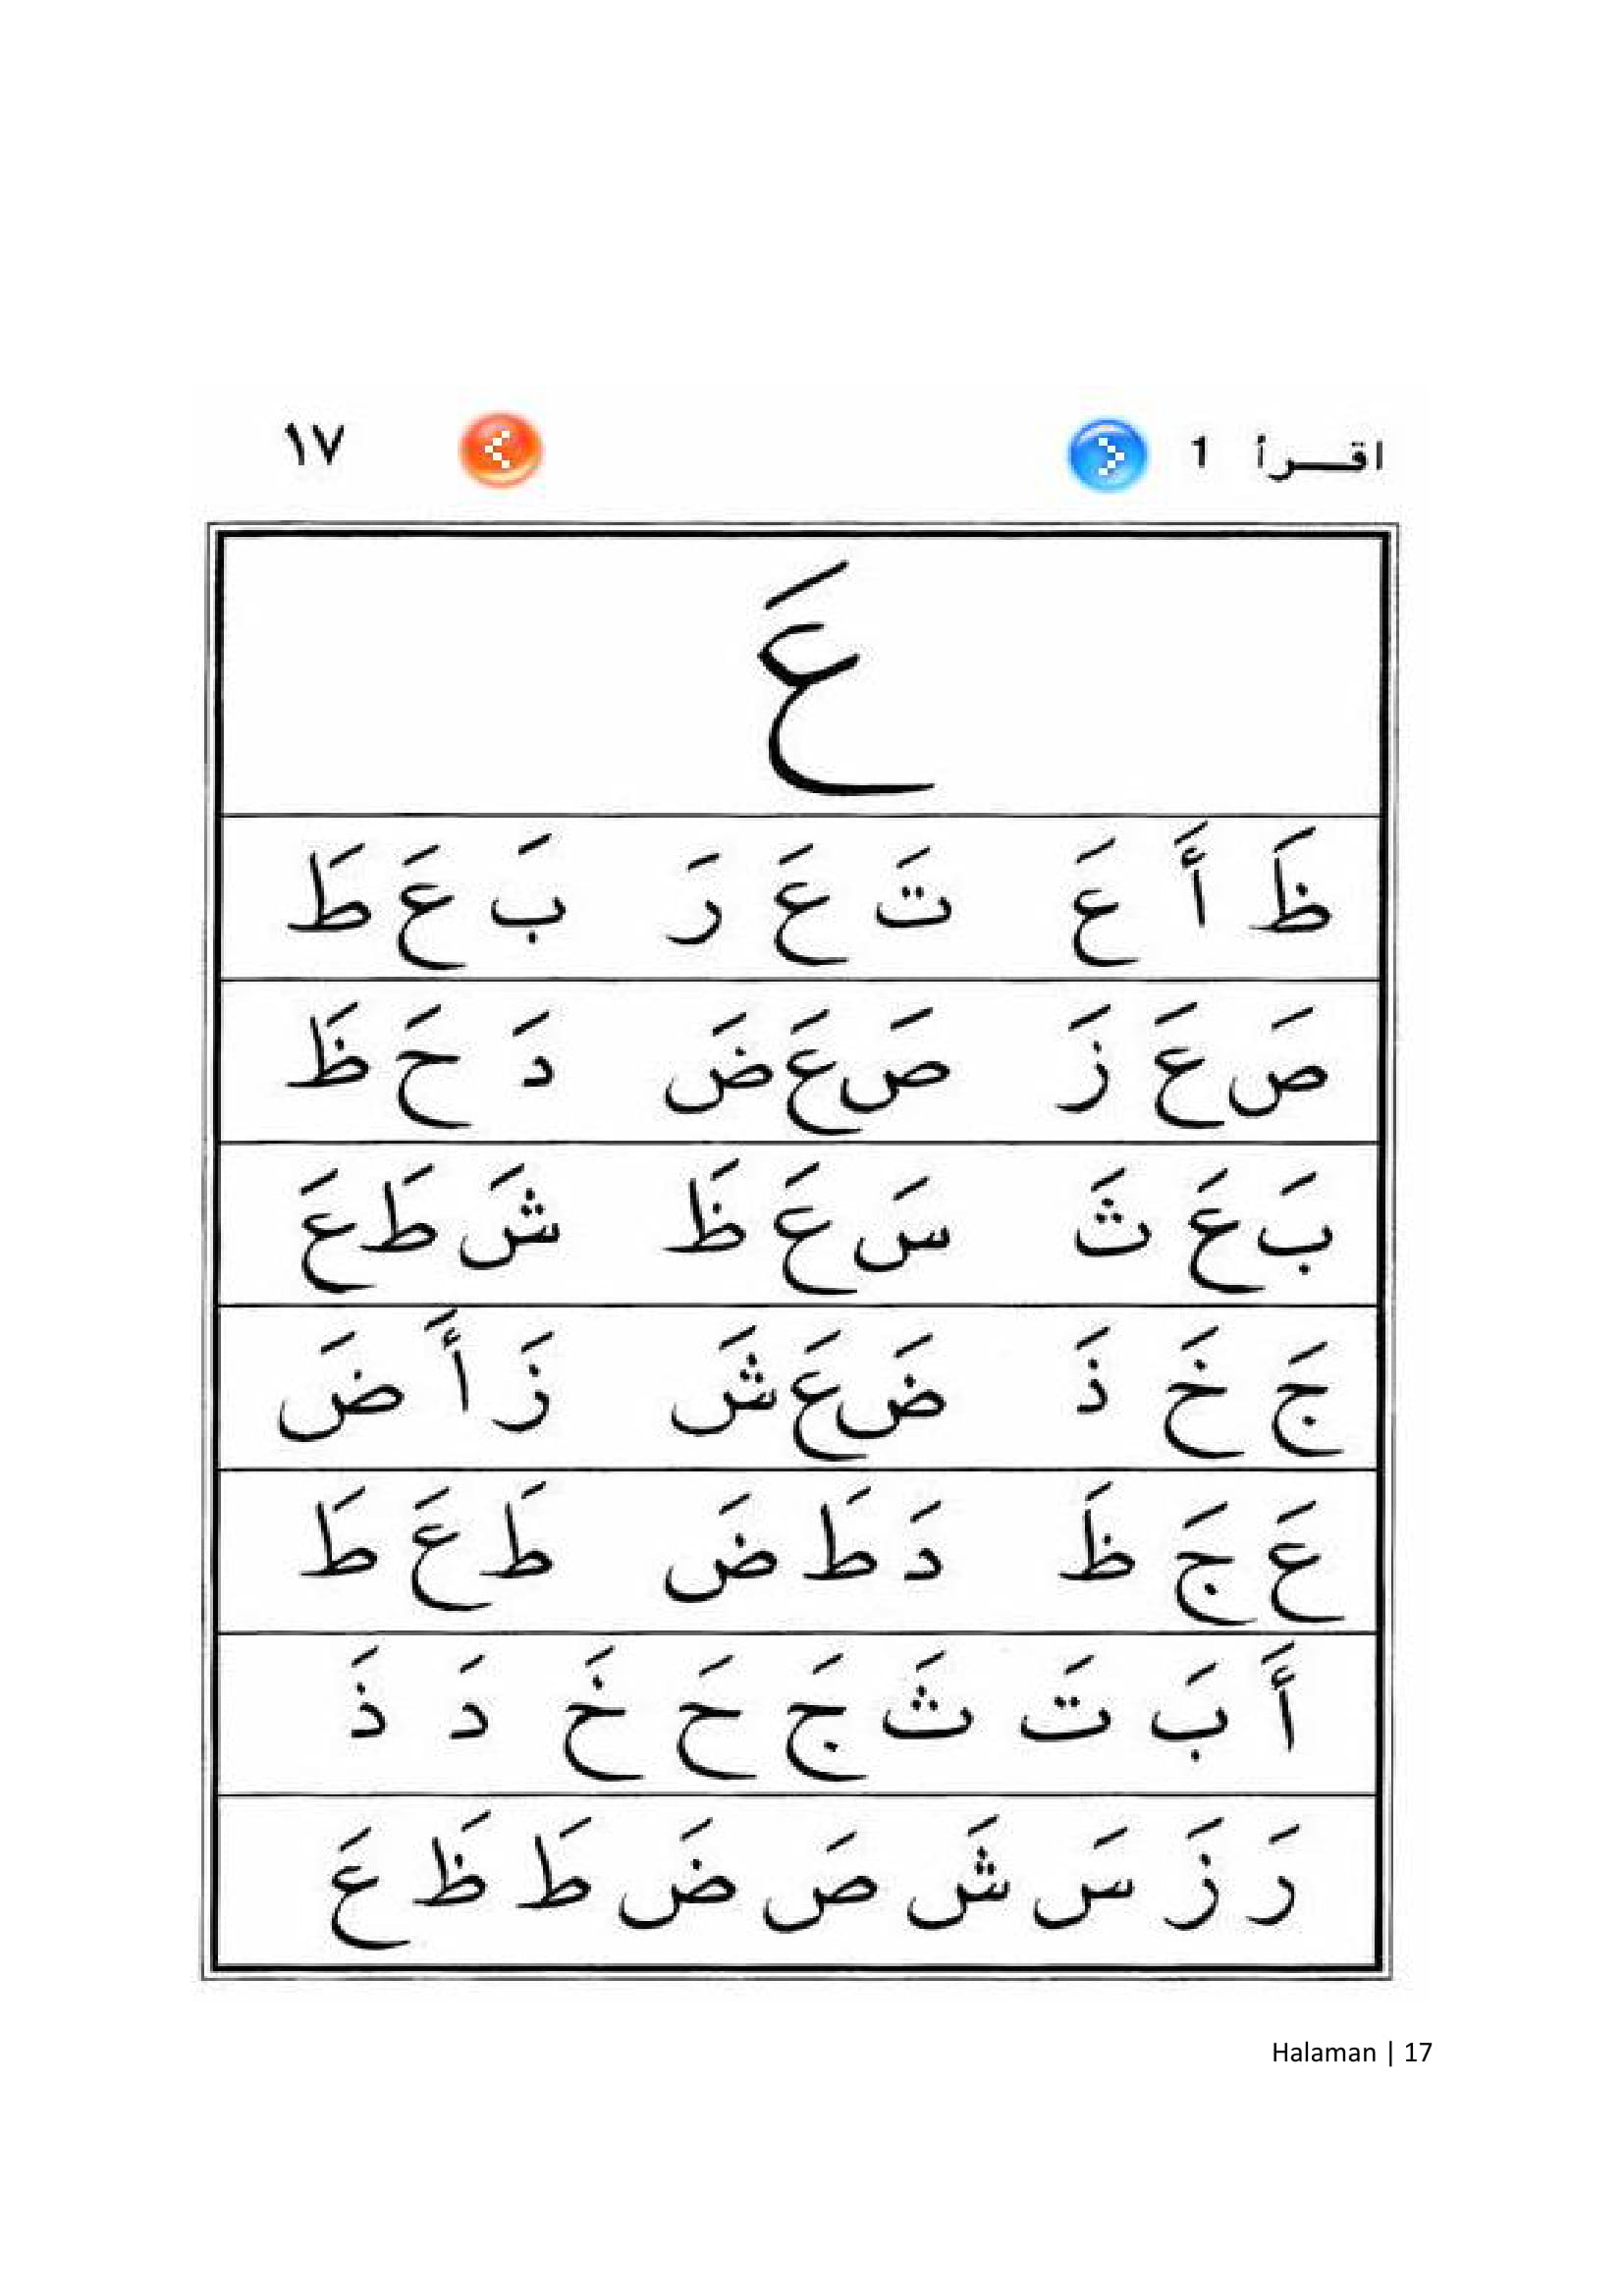 اقـــرأ 1 ١٧
عَ
ظَ أَ عَ تَ عَ رَ بَ عَ طَ
صَ عَ زَ صَ عَ ضَ دَ حَ ظَ
بَ عَ ثَ سَ عَ ظَ شَ طَ عَ
جَ خَ ذَ ضَ عَ شَ زَ أَ ضَ
عَ جَ ظَ دَ طَ ضَ طَ عَ طَ
أَ بَ تَ ثَ جَ حَ خَ دَ ذَ
رَ زَ سَ شَ صَ ضَ طَ ظَ عَ
Halaman | 17